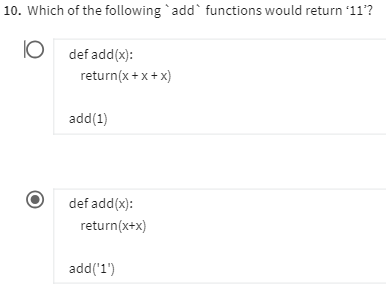 10. Which of the following `add` functions would return ‘11’?
def add(x):
return(x + x + x)
add(1)
def add(x):
return(x+x)
add('1')